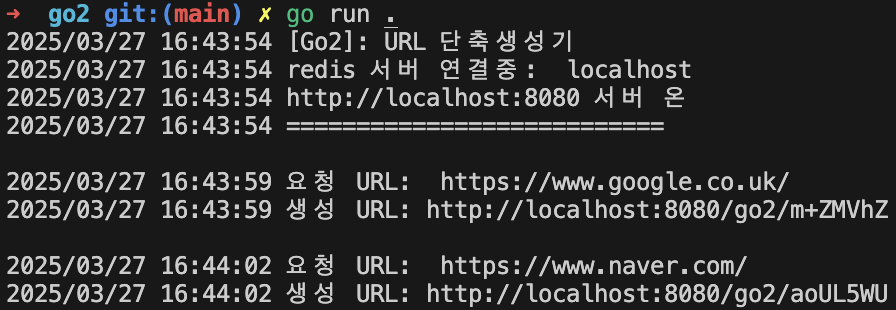 ➜ go2 git:(main) ✗ go run .
2025/03/27 16:43:54 [Go2]: URL 단축생성기
2025/03/27 16:43:54 redis 서버 연결중:  localhost
2025/03/27 16:43:54 http://localhost:8080 서버 온
2025/03/27 16:43:54 ===========================
2025/03/27 16:43:59 요청 URL:  https://www.google.co.uk/
2025/03/27 16:43:59 생성 URL: http://localhost:8080/go2/m+ZMVhZ
2025/03/27 16:44:02 요청 URL:  https://www.naver.com/
2025/03/27 16:44:02 생성 URL: http://localhost:8080/go2/aoUL5WU